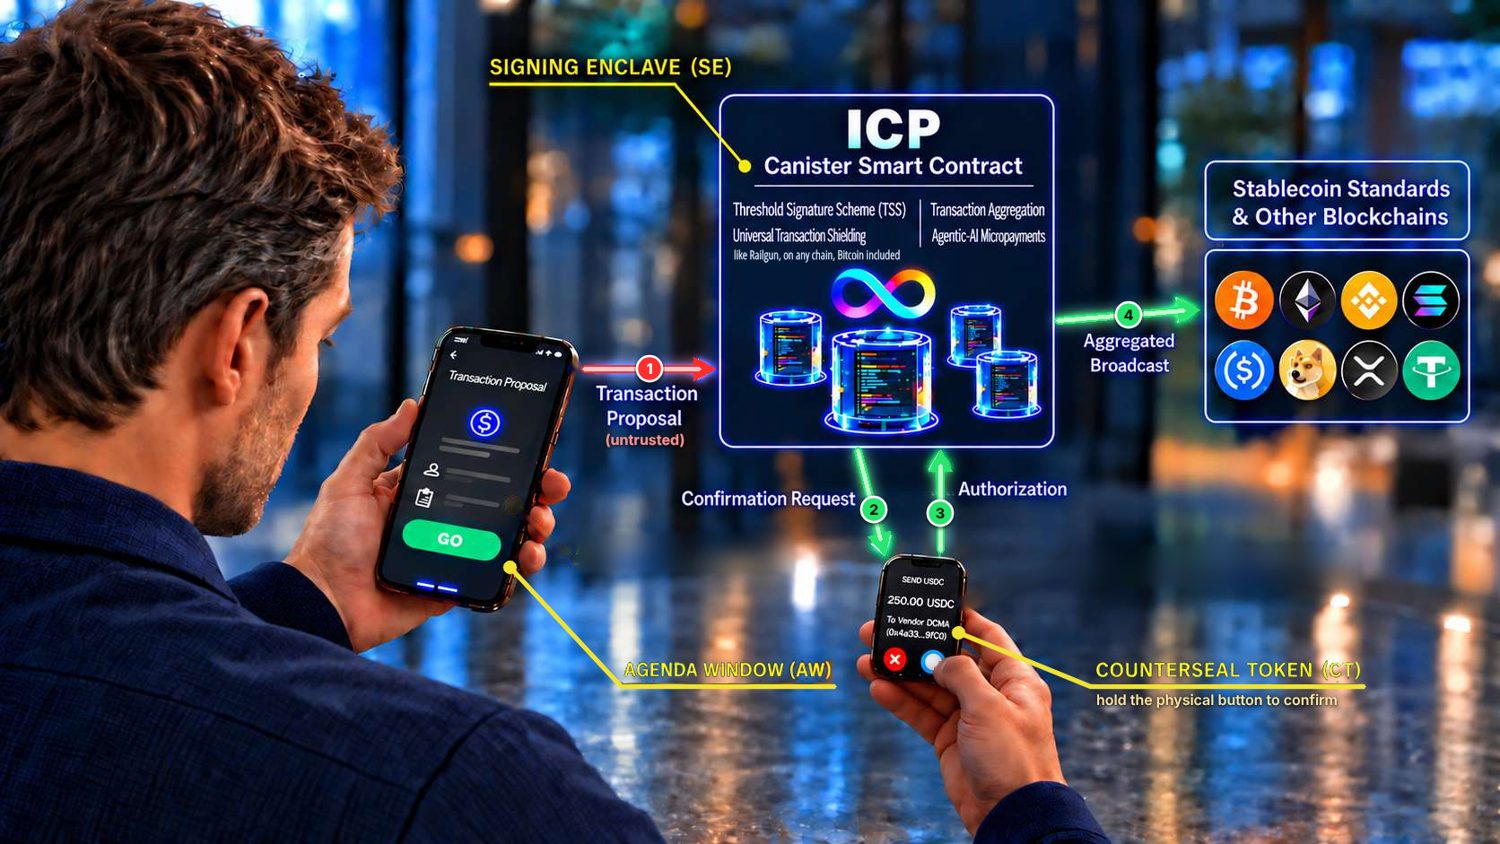 SIGNING ENCLAVE (SE)
ICP
Canister Smart Contract
Threshold Signature Scheme (TSS)
Universal Transaction Shielding
like Railgun, on any chain, Bitcoin included
Transaction Aggregation
Agentic-AI Micropayments
Stablecoin Standards
& Other Blockchains
Transaction Proposal
GO
1
Transaction
Proposal
(untrusted)
4
Aggregated
Broadcast
Confirmation Request
2
3
Authorization
SEND USDC
250.00 USDC
To Vendor DCMA
(0x4a33...9fC0)
AGENDA WINDOW (AW)
COUNTERSEAL TOKEN (CT)
hold the physical button to confirm